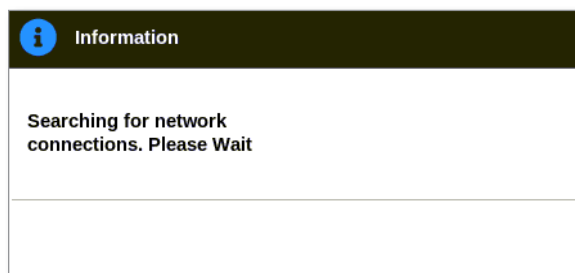 Information
Searching for network
connections. Please Wait